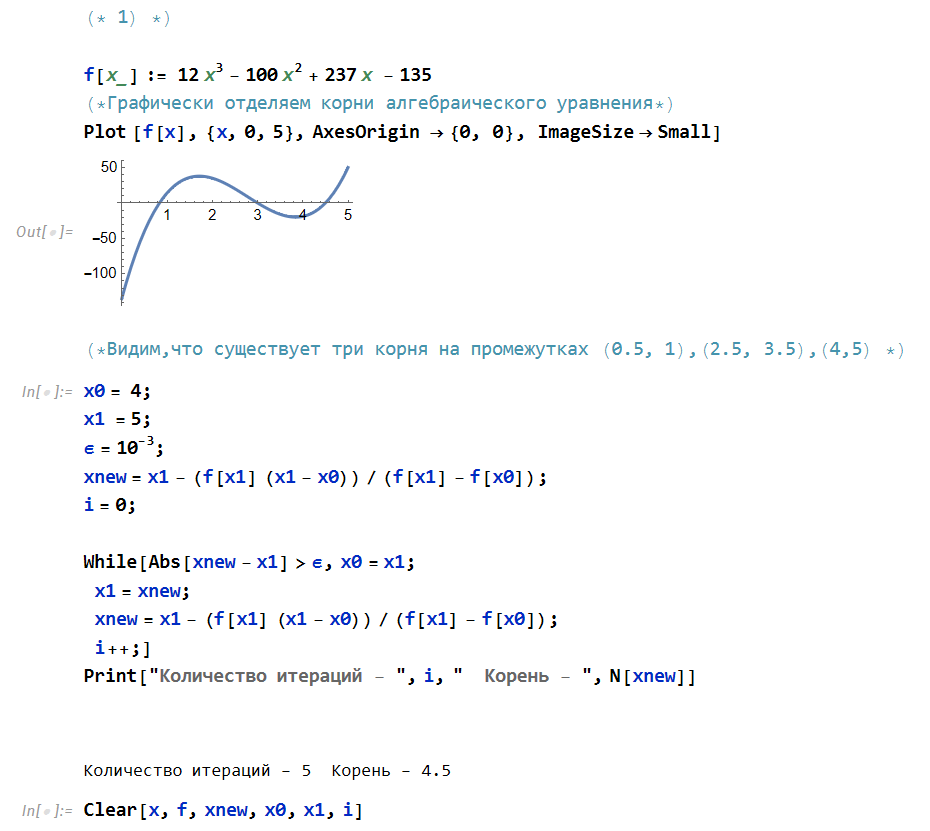 (* 1) *)
f[x_] := 12 x³ - 100 x² + 237 x - 135
(*Графически отделяем корни алгебраического уравнения*)
Plot[f[x], {x, 0, 5}, AxesOrigin → {0, 0}, ImageSize → Small]
50
1 2 3 4 5
Out[•]=
-50
-100
(*Видим,что существует три корня на промежутках (0.5, 1),(2.5, 3.5),(4,5) *)
In[•]:= x0 = 4;
x1 = 5;
ϵ = 10⁻³;
xnew = x1 - (f[x1] (x1 - x0)) / (f[x1] - f[x0]);
i = 0;
While[Abs[xnew - x1] > ϵ, x0 = x1;
x1 = xnew;
xnew = x1 - (f[x1] (x1 - x0)) / (f[x1] - f[x0]);
i++;]
Print["Количество итераций - ", i, "  Корень - ", N[xnew]]
Количество итераций - 5  Корень - 4.5
In[•]:= Clear[x, f, xnew, x0, x1, i]